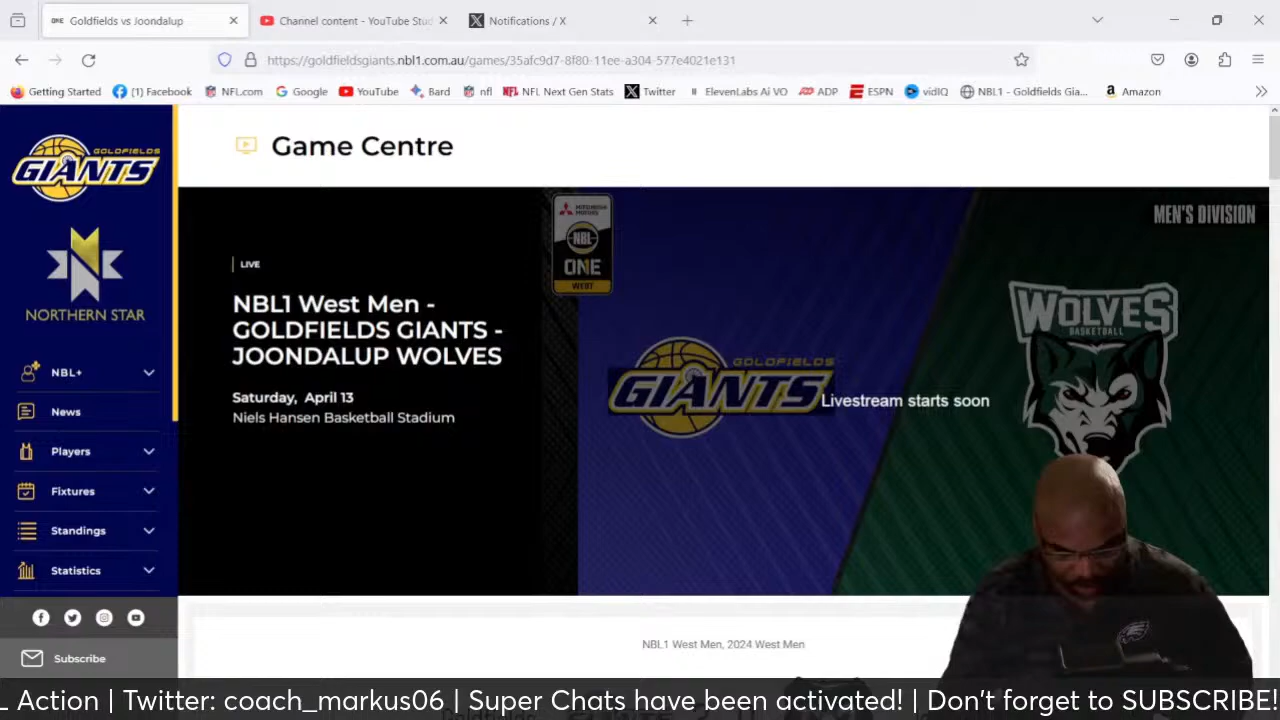 Goldfields vs Joondalup
Channel content - YouTube Stud
Notifications / X
https://goldfieldsgiants.nbl1.com.au/games/35afc9d7-8f80-11ee-a304-577e4021e131
Getting Started
(1) Facebook
NFL.com
Google
YouTube
Bard
nfl
NFL Next Gen Stats
Twitter
ElevenLabs Ai VO
ADP
ESPN
vidIQ
NBL1 - Goldfields Gia...
Amazon
GOLDFIELDS
GIANTS
NORTHERN STAR
NBL+
News
Players
Fixtures
Standings
Statistics
Subscribe
Game Centre
LIVE
NBL1 West Men -
GOLDFIELDS GIANTS -
JOONDALUP WOLVES
Saturday, April 13
Niels Hansen Basketball Stadium
MITSUBISHI
MOTORS
NBL
ONE
WEST
MEN'S DIVISION
GOLDFIELDS
GIANTS
WOLVES
BASKETBALL
Livestream starts soon
NBL1 West Men, 2024 West Men
Action | Twitter: coach_markus06 | Super Chats have been activated! | Don't forget to SUBSCRIBE!